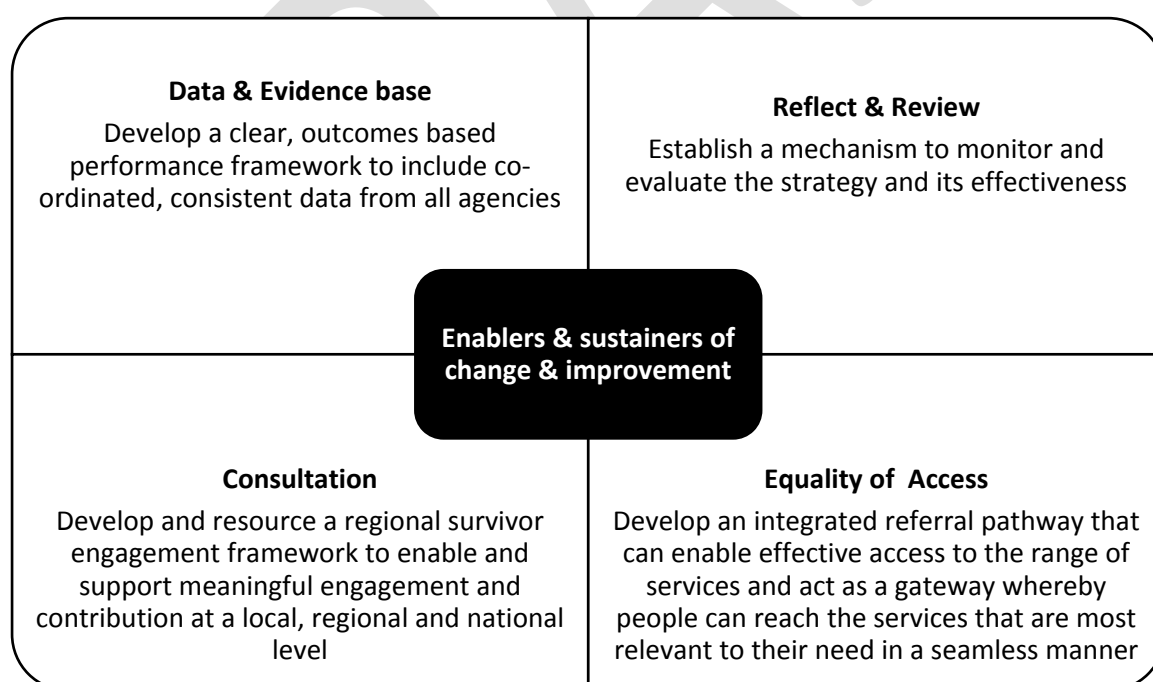 Data & Evidence base
Develop a clear, outcomes based
performance framework to include co-
ordinated, consistent data from all agencies
Reflect & Review
Establish a mechanism to monitor and
evaluate the strategy and its effectiveness
Enablers & sustainers of
change & improvement
Consultation
Develop and resource a regional survivor
engagement framework to enable and
support meaningful engagement and
contribution at a local, regional and national
level
Equality of  Access
Develop an integrated referral pathway that
can enable effective access to the range of
services and act as a gateway whereby
people can reach the services that are most
relevant to their need in a seamless manner